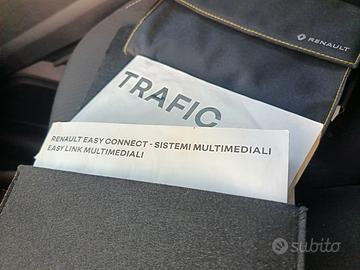 RENAULT
TRAFIC
RENAULT EASY CONNECT - SISTEMI MULTIMEDIALI
EASY LINK MULTIMEDIALI
subito